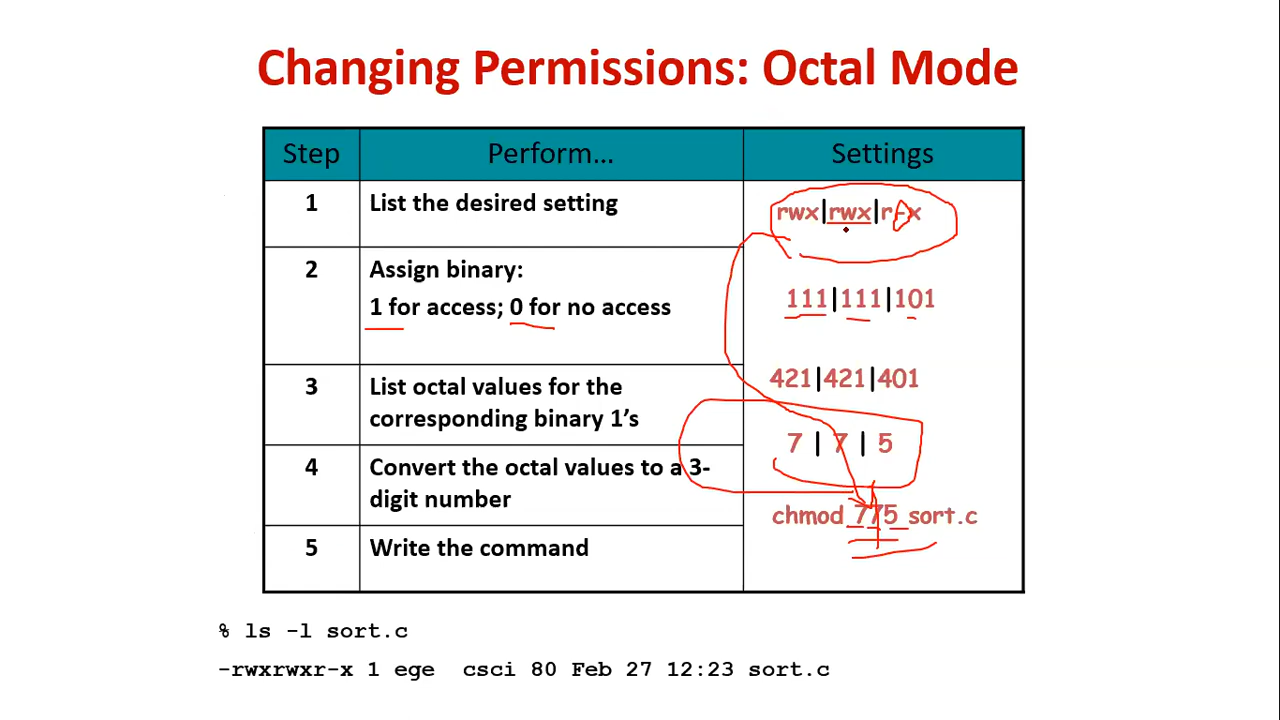 Changing Permissions: Octal Mode
Step Perform... Settings
1 List the desired setting rwx|rwx|r-x
2 Assign binary:
1 for access; 0 for no access 111|111|101
3 List octal values for the 421|421|401
corresponding binary 1's
7 | 7 | 5
4 Convert the octal values to a 3-
digit number
chmod 775 sort.c
5 Write the command
% ls -l sort.c
-rwxrwxr-x 1 ege csci 80 Feb 27 12:23 sort.c